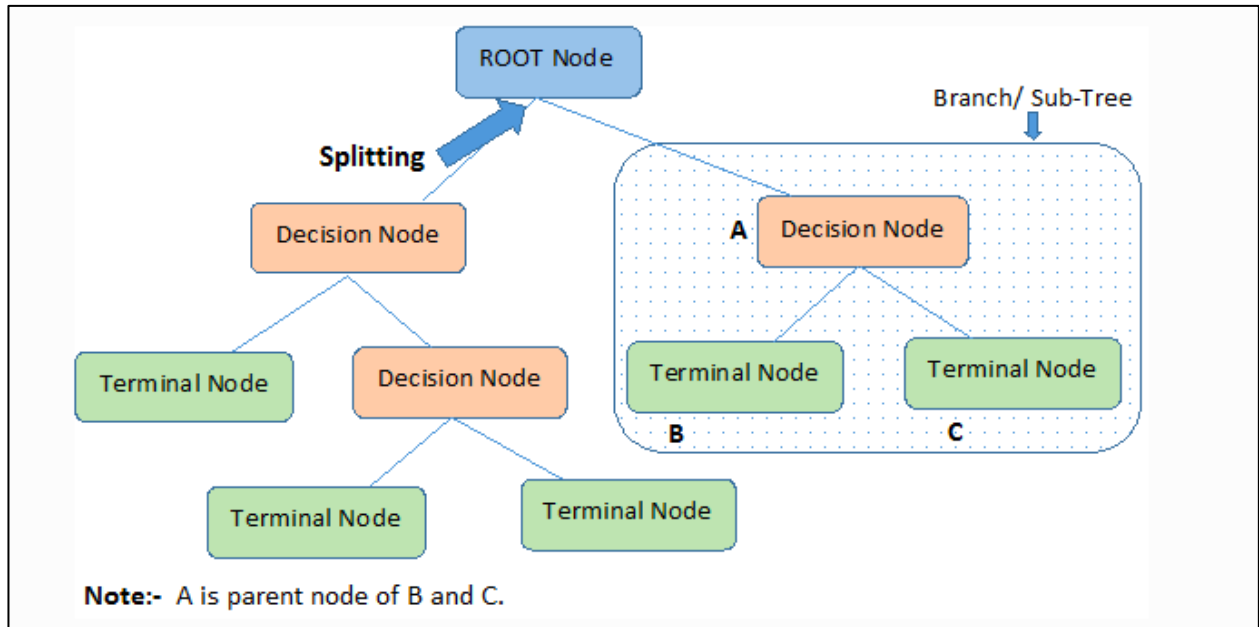 ROOT Node
Branch/ Sub-Tree
Splitting
Decision Node
A
Decision Node
Terminal Node
Decision Node
Terminal Node
Terminal Node
B
C
Terminal Node
Terminal Node
Note:- A is parent node of B and C.